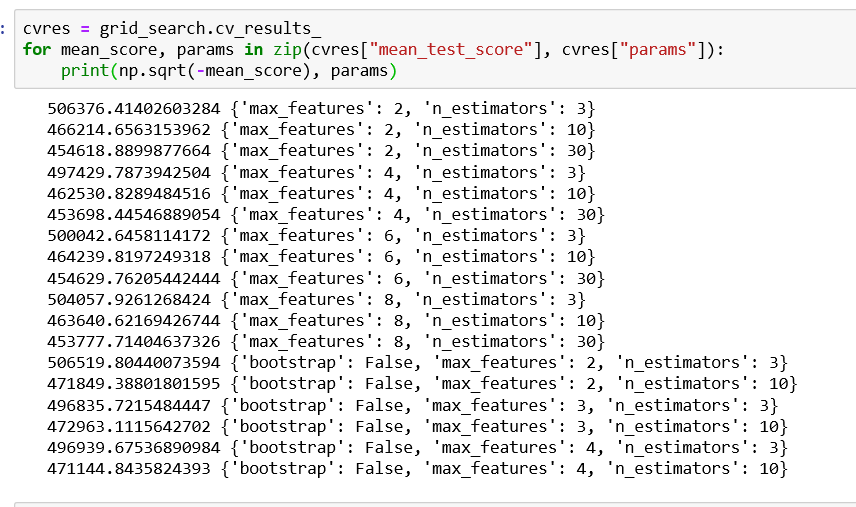 :
cvres = grid_search.cv_results_
for mean_score, params in zip(cvres["mean_test_score"], cvres["params"]):
    print(np.sqrt(-mean_score), params)
506376.41402603284 {'max_features': 2, 'n_estimators': 3}
466214.6563153962 {'max_features': 2, 'n_estimators': 10}
454618.8899877664 {'max_features': 2, 'n_estimators': 30}
497429.7873942504 {'max_features': 4, 'n_estimators': 3}
462530.8289484516 {'max_features': 4, 'n_estimators': 10}
453698.44546889054 {'max_features': 4, 'n_estimators': 30}
500042.6458114172 {'max_features': 6, 'n_estimators': 3}
464239.8197249318 {'max_features': 6, 'n_estimators': 10}
454629.76205442444 {'max_features': 6, 'n_estimators': 30}
504057.9261268424 {'max_features': 8, 'n_estimators': 3}
463640.62169426744 {'max_features': 8, 'n_estimators': 10}
453777.71404637326 {'max_features': 8, 'n_estimators': 30}
506519.80440073594 {'bootstrap': False, 'max_features': 2, 'n_estimators': 3}
471849.38801801595 {'bootstrap': False, 'max_features': 2, 'n_estimators': 10}
496835.7215484447 {'bootstrap': False, 'max_features': 3, 'n_estimators': 3}
472963.1115642702 {'bootstrap': False, 'max_features': 3, 'n_estimators': 10}
496939.67536890984 {'bootstrap': False, 'max_features': 4, 'n_estimators': 3}
471144.8435824393 {'bootstrap': False, 'max_features': 4, 'n_estimators': 10}